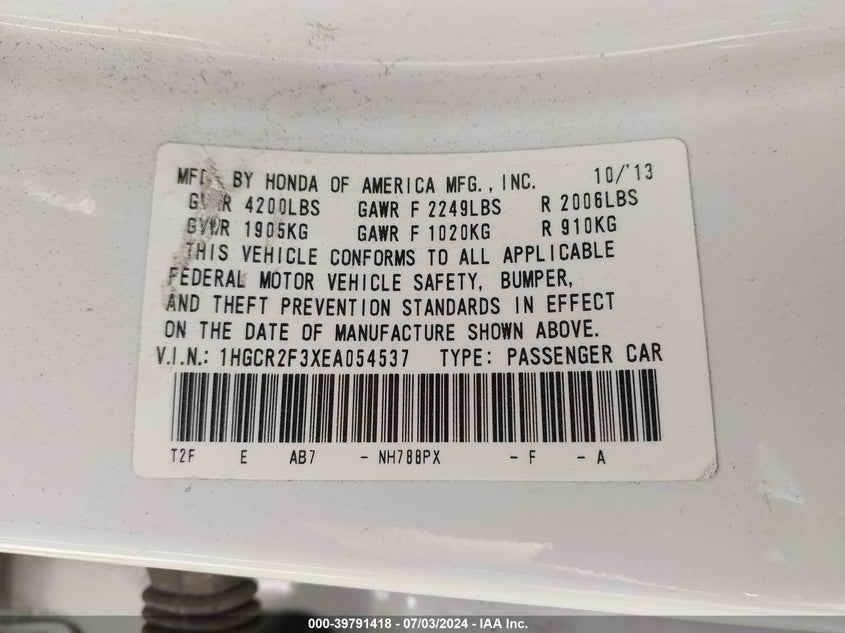 MFD. BY HONDA OF AMERICA MFG., INC. 10/'13
GVWR 4200LBS GAWR F 2249LBS R 2006LBS
GVWR 1905KG GAWR F 1020KG R 910KG
THIS VEHICLE CONFORMS TO ALL APPLICABLE
FEDERAL MOTOR VEHICLE SAFETY, BUMPER,
AND THEFT PREVENTION STANDARDS IN EFFECT
ON THE DATE OF MANUFACTURE SHOWN ABOVE.
V.I.N.: 1HGCR2F3XEA054537 TYPE: PASSENGER CAR
T2F E AB7 - NH788PX - F - A
000-39791418 - 07/03/2024 - IAA Inc.